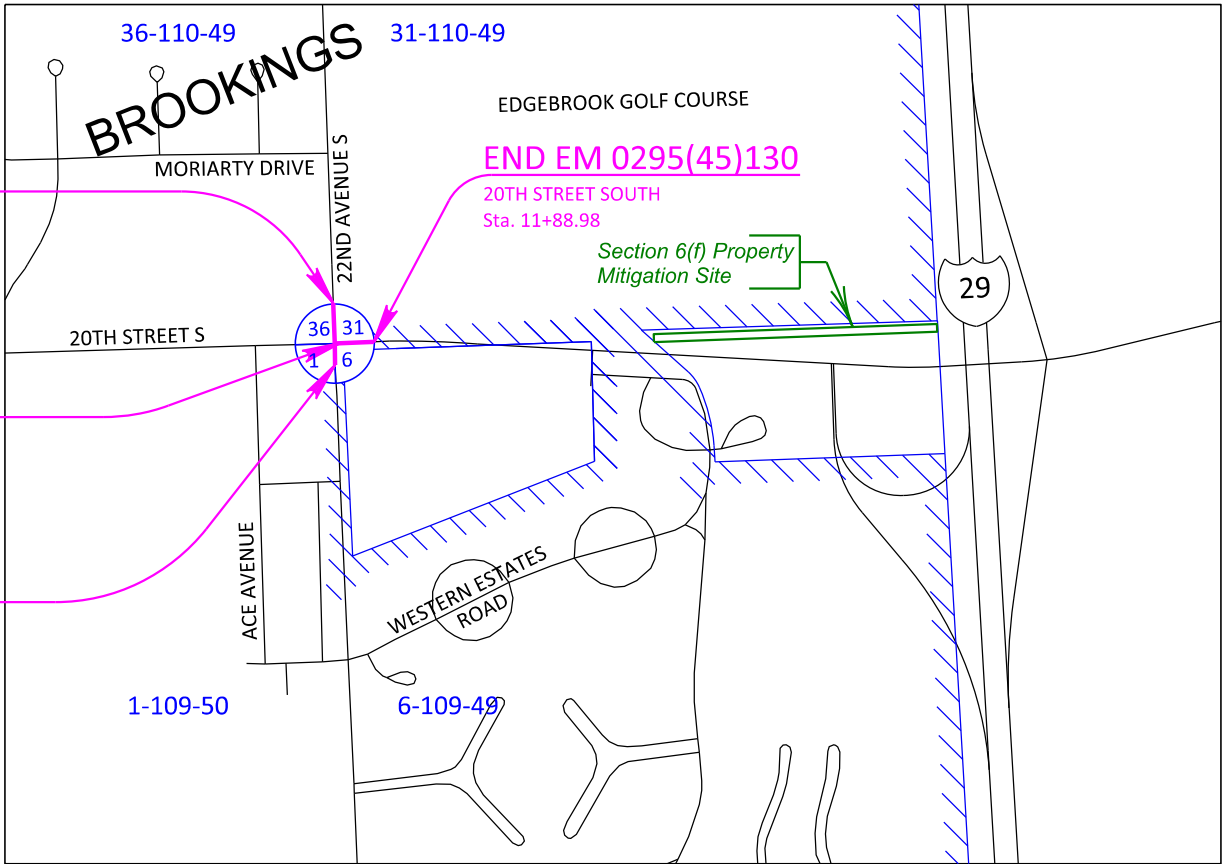 36-110-49
31-110-49
BROOKINGS
EDGEBROOK GOLF COURSE
MORIARTY DRIVE
22ND AVENUE S
END EM 0295(45)130
20TH STREET SOUTH
Sta. 11+88.98
Section 6(f) Property
Mitigation Site
29
20TH STREET S
36 31
1 6
ACE AVENUE
WESTERN ESTATES
ROAD
1-109-50
6-109-49